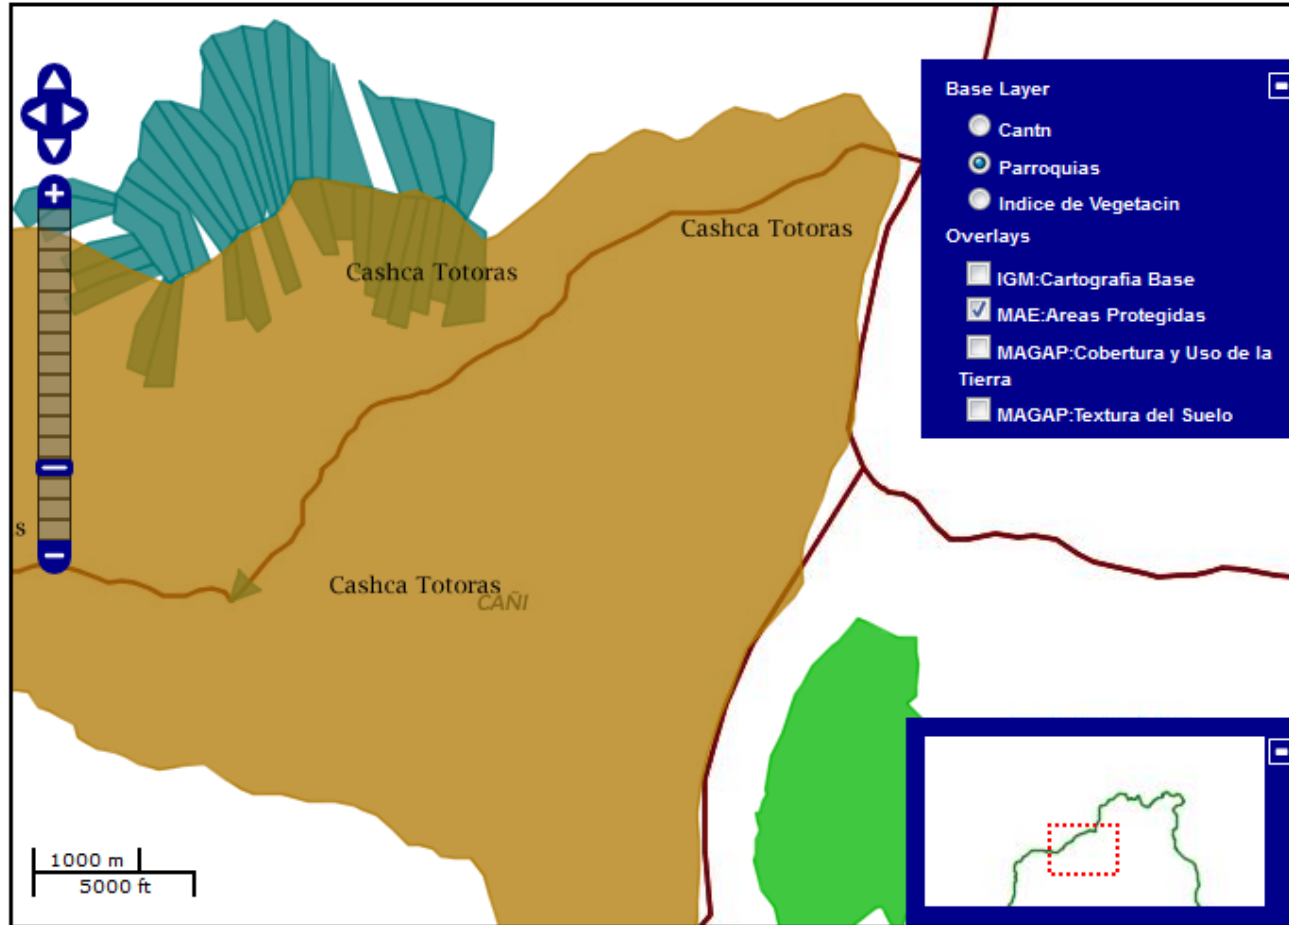 Base Layer
Cantn
Parroquias
Indice de Vegetacin
Overlays
IGM:Cartografia Base
MAE:Areas Protegidas
MAGAP:Cobertura y Uso de la
Tierra
MAGAP:Textura del Suelo
Cashca Totoras
Cashca Totoras
s
Cashca Totoras
CAÑI
1000 m
5000 ft